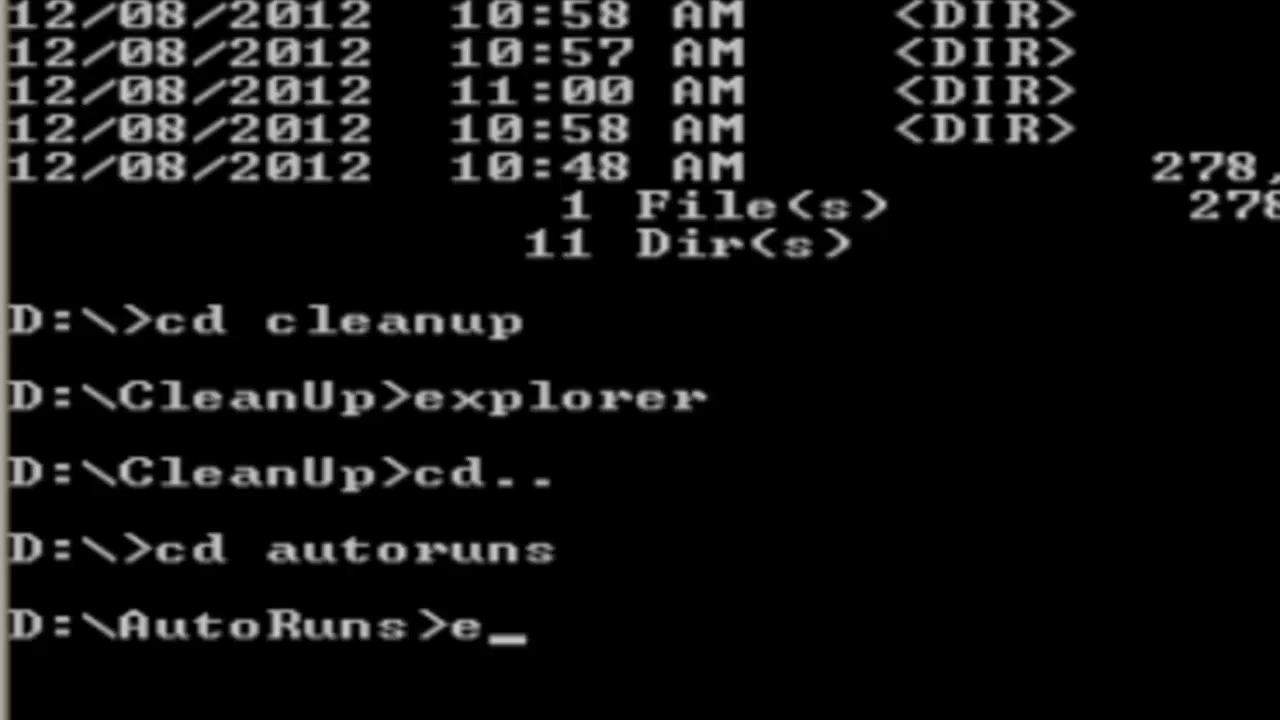 12/08/2012 10:58 AM <DIR>
12/08/2012 10:57 AM <DIR>
12/08/2012 11:00 AM <DIR>
12/08/2012 10:58 AM <DIR>
12/08/2012 10:48 AM 278,
1 File(s) 278
11 Dir(s)
D:\>cd cleanup
D:\CleanUp>explorer
D:\CleanUp>cd..
D:\>cd autoruns
D:\AutoRuns>e_